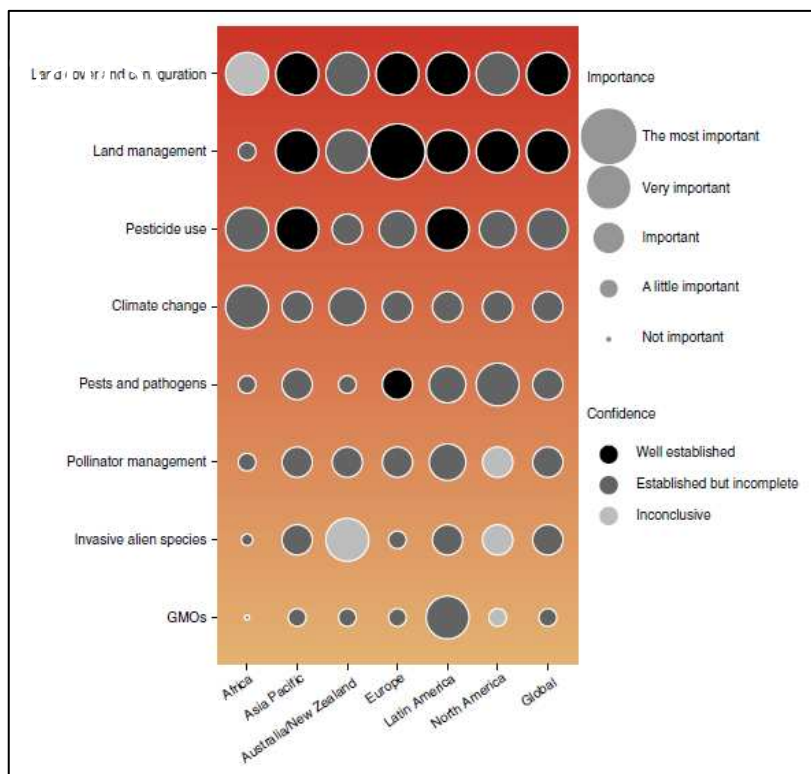 and
Importance
Land management
The most important
Very important
Pesticide use
Important
Climate change
A little important
Not important
Pests and pathogens
Confidence
Well established
Pollinator management
Established but incomplete
Inconclusive
Invasive alien species
GMOs
Africa
Asia Pacific
Australia/New Zealand
Europe
Latin America
North America
Global